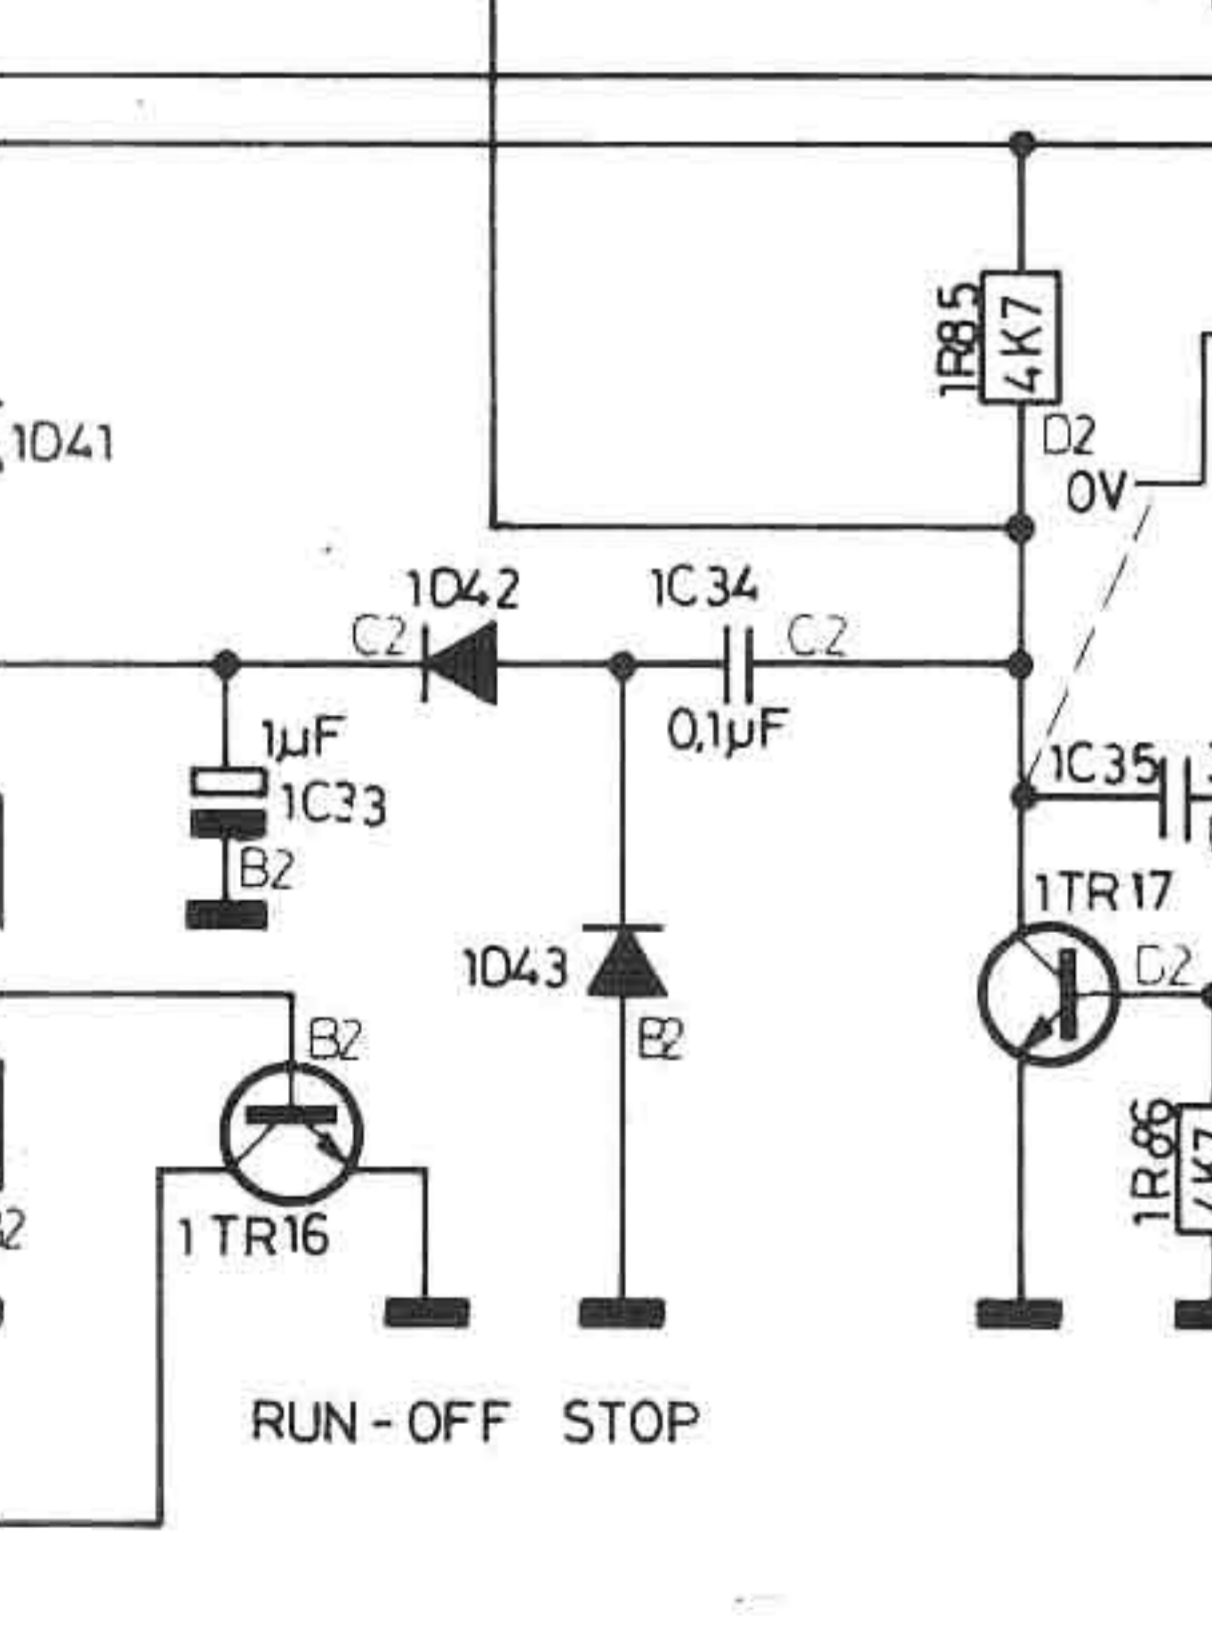 1R85
4K7
1D41
D2
0V
1D42
1C34
C2
C2
1µF
0,1µF
1C33
1C35
B2
1TR17
1D43
D2
B2
B2
1R86
4K7
1TR16
RUN-OFF STOP